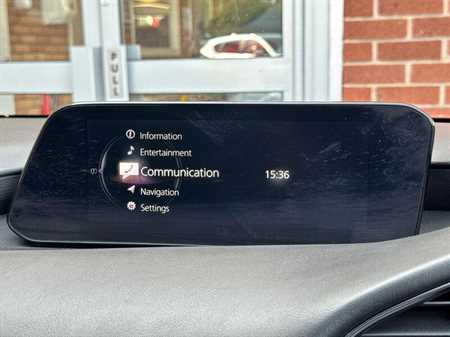 PULL
Information
Entertainment
Communication 15:36
Navigation
Settings